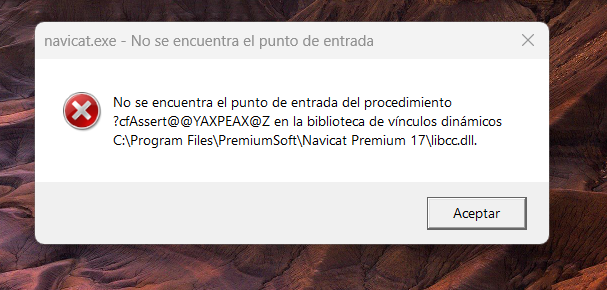 navicat.exe - No se encuentra el punto de entrada
No se encuentra el punto de entrada del procedimiento
?cfAssert@@YAXPEAX@Z en la biblioteca de vínculos dinámicos
C:\Program Files\PremiumSoft\Navicat Premium 17\libcc.dll.
Aceptar